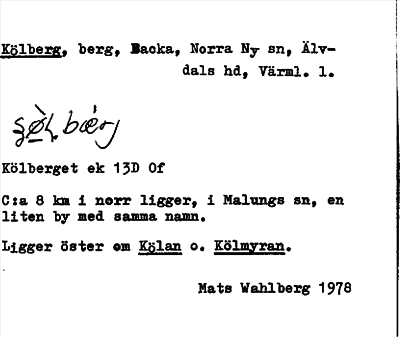 Kölberg, berg, Backa, Norra Ny sn, Älv-
dals hd, Värml. l.
Kölberget ek 13D 0f
C:a 8 km i norr ligger, i Malungs sn, en
liten by med samma namn.
Ligger öster om Kölan o. Kölmyran.
Mats Wahlberg 1978